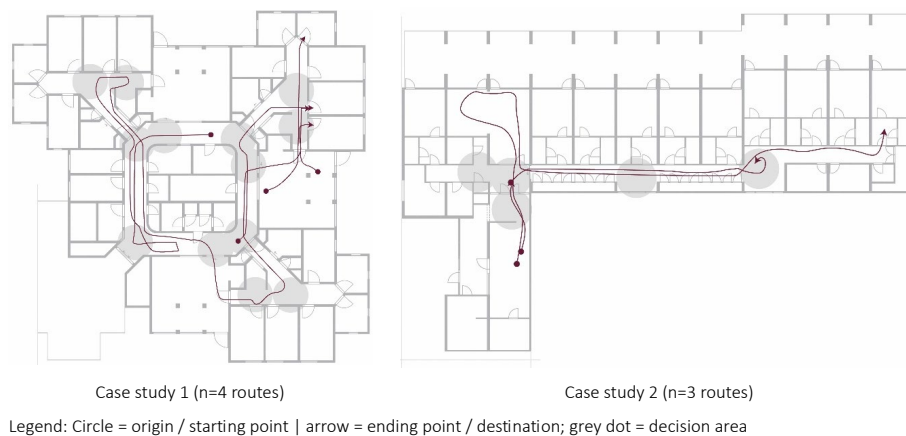 Case study 1 (n=4 routes)
Case study 2 (n=3 routes)
Legend: Circle = origin / starting point | arrow = ending point / destination; grey dot = decision area